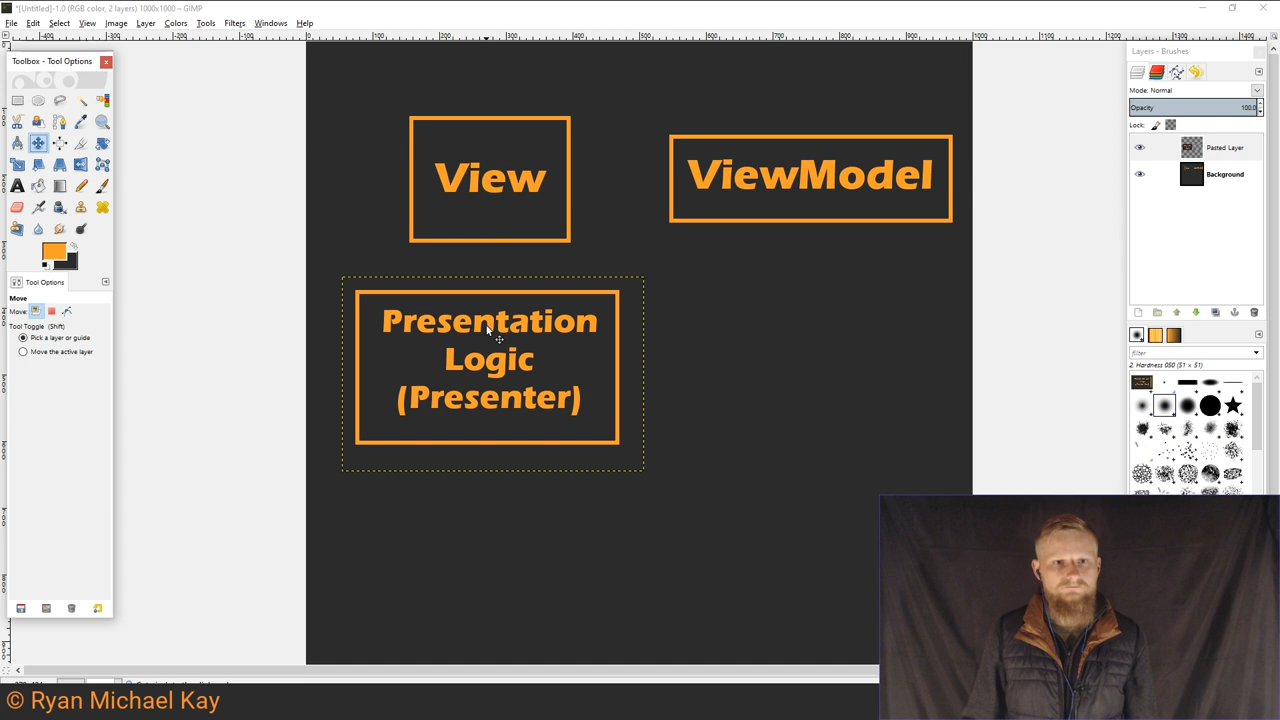 *[Untitled]-1.0 (RGB color, 2 layers) 1000x1000 – GIMP
File Edit Select View Image Layer Colors Tools Filters Windows Help
Toolbox - Tool Options
Tool Options
Move
Move:
Tool Toggle (Shift)
Pick a layer or guide
Move the active layer
View
ViewModel
Presentation
Logic
(Presenter)
Layers - Brushes
Mode: Normal
Opacity 100.0
Lock:
Pasted Layer
Background
filter
2. Hardness 050 (51 × 51)
© Ryan Michael Kay